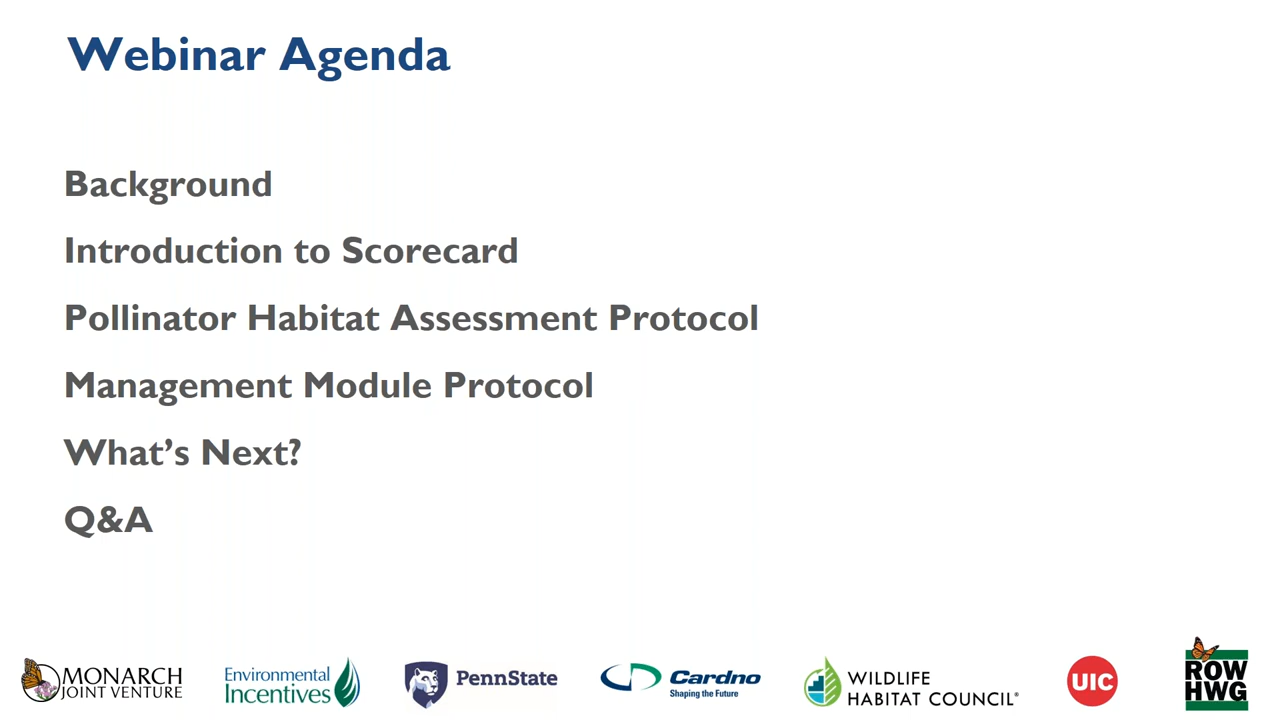 Webinar Agenda
Background
Introduction to Scorecard
Pollinator Habitat Assessment Protocol
Management Module Protocol
What’s Next?
Q&A
MONARCH
JOINT VENTURE
Environmental
Incentives
PennState
Cardno
Shaping the Future
WILDLIFE
HABITAT COUNCIL®
UIC
ROW
HWG